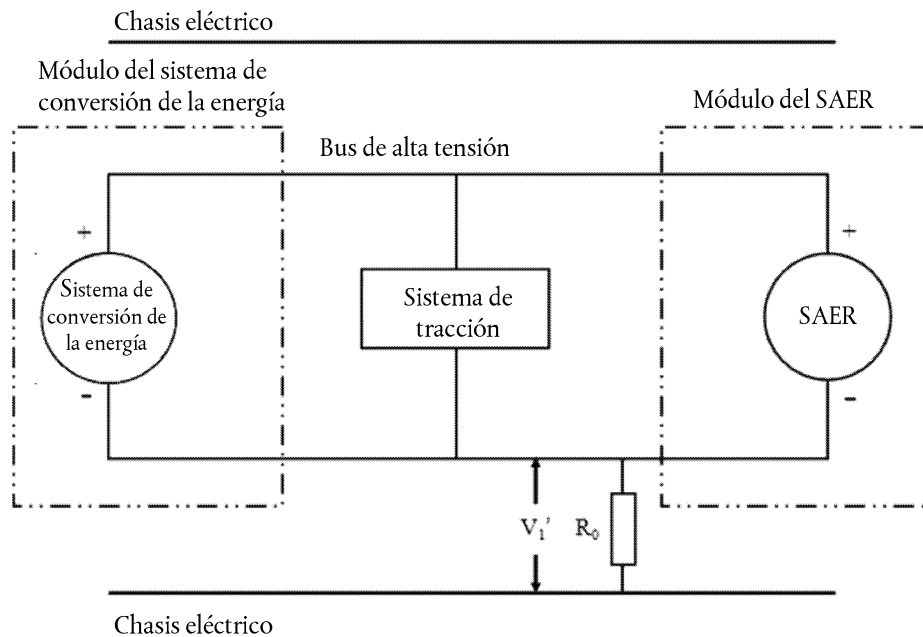 Chasis eléctrico
Módulo del sistema de
conversión de la energía
Módulo del SAER
Bus de alta tensión
+
+
Sistema de
conversión de
la energía
Sistema de
tracción
SAER
-
-
V₁'
R₀
Chasis eléctrico